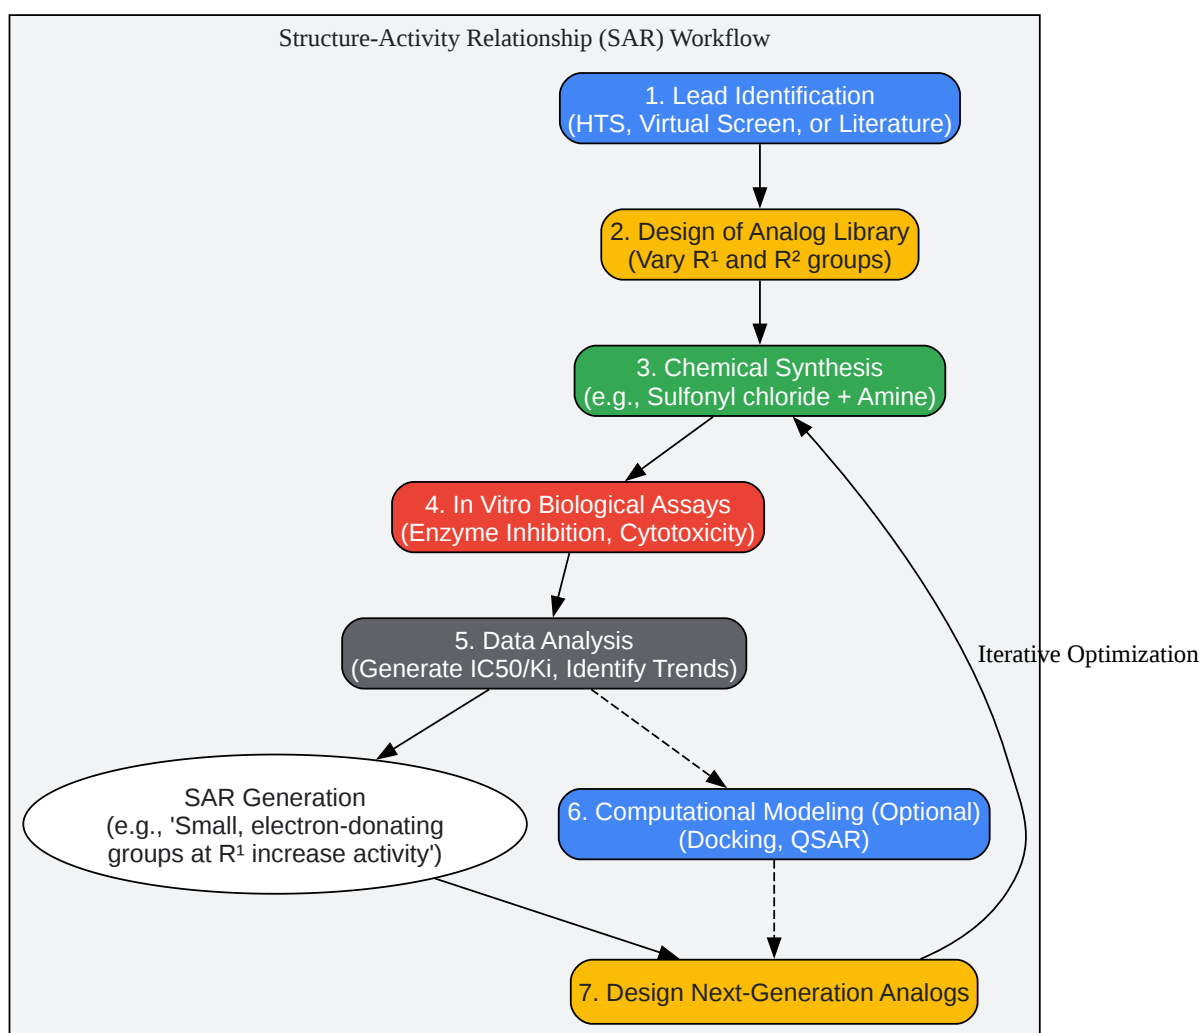 Structure-Activity Relationship (SAR) Workflow
1. Lead Identification
(HTS, Virtual Screen, or Literature)
2. Design of Analog Library
(Vary R¹ and R² groups)
3. Chemical Synthesis
(e.g., Sulfonyl chloride + Amine)
4. In Vitro Biological Assays
(Enzyme Inhibition, Cytotoxicity)
5. Data Analysis
(Generate IC50/Ki, Identify Trends)
Iterative Optimization
SAR Generation
(e.g., 'Small, electron-donating
groups at R¹ increase activity')
6. Computational Modeling (Optional)
(Docking, QSAR)
7. Design Next-Generation Analogs